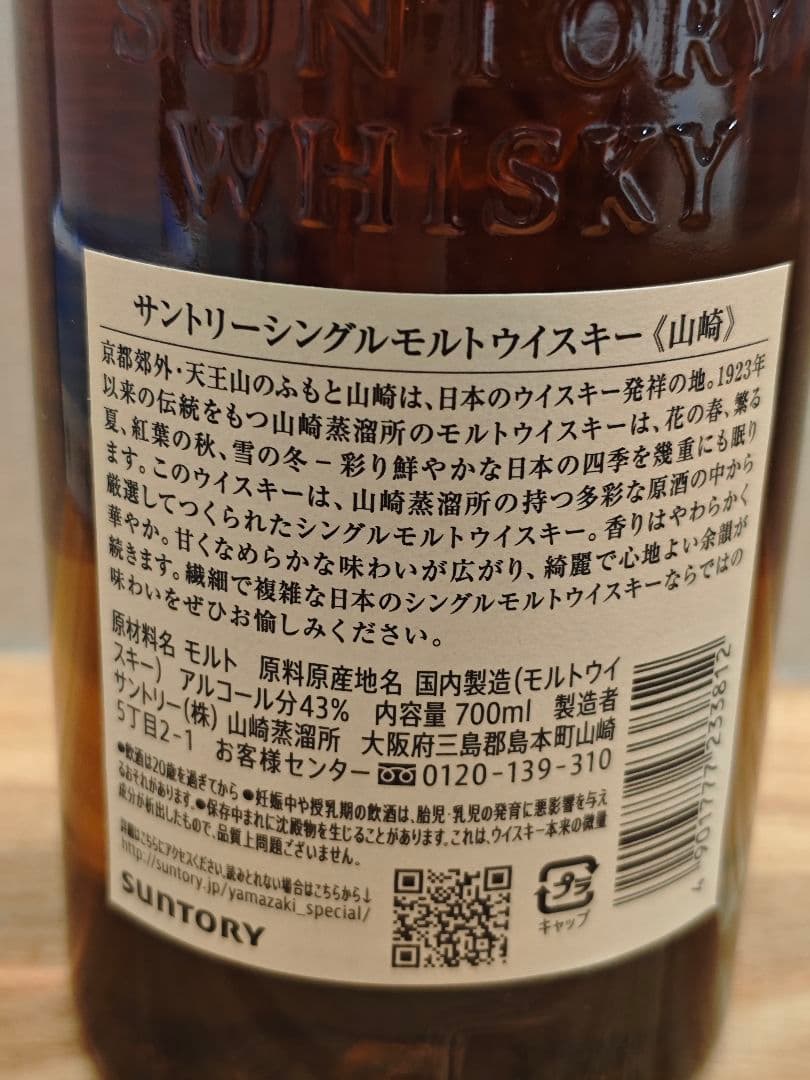 SUNTORY
WHISKY
サントリーシングルモルトウイスキー《山崎》
京都郊外・天王山のふもと山崎は、日本のウイスキー発祥の地。1923年
以来の伝統をもつ山崎蒸溜所のモルトウイスキーは、花の春、繁る
夏、紅葉の秋、雪の冬−彩り鮮やかな日本の四季を幾重にも眠り
ます。このウイスキーは、山崎蒸溜所の持つ多彩な原酒の中から
厳選してつくられたシングルモルトウイスキー。香りはやわらかく
華やか。甘くなめらかな味わいが広がり、綺麗で心地よい余韻が
続きます。繊細で複雑な日本のシングルモルトウイスキーならではの
味わいをぜひお愉しみください。
原材料名 モルト 原料原産地名 国内製造(モルトウイ
スキー) アルコール分43% 内容量 700ml 製造者
サントリー(株) 山崎蒸溜所 大阪府三島郡島本町山崎
5丁目2-1 お客様センター 0120-139-310
●飲酒は20歳を過ぎてから ●妊娠中や授乳期の飲酒は、胎児・乳児の発育に悪影響を与え
るおそれがあります。●保存中まれに沈殿物を生じることがあります。これは、ウイスキー本来の微量
成分が析出したもので、品質上問題ございません。
詳細はこちらにアクセスください。読みとれない場合はこちらから↓
http://suntory.jp/yamazaki_special/
SUNTORY
プラ
キャップ
4901777233812